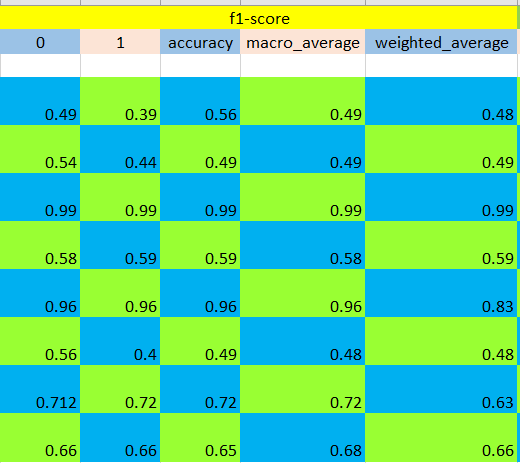 f1-score
0 1 accuracy macro_average weighted_average
0.49 0.39 0.56 0.49 0.48
0.54 0.44 0.49 0.49 0.49
0.99 0.99 0.99 0.99 0.99
0.58 0.59 0.59 0.58 0.59
0.96 0.96 0.96 0.96 0.83
0.56 0.4 0.49 0.48 0.48
0.712 0.72 0.72 0.72 0.63
0.66 0.66 0.65 0.68 0.66